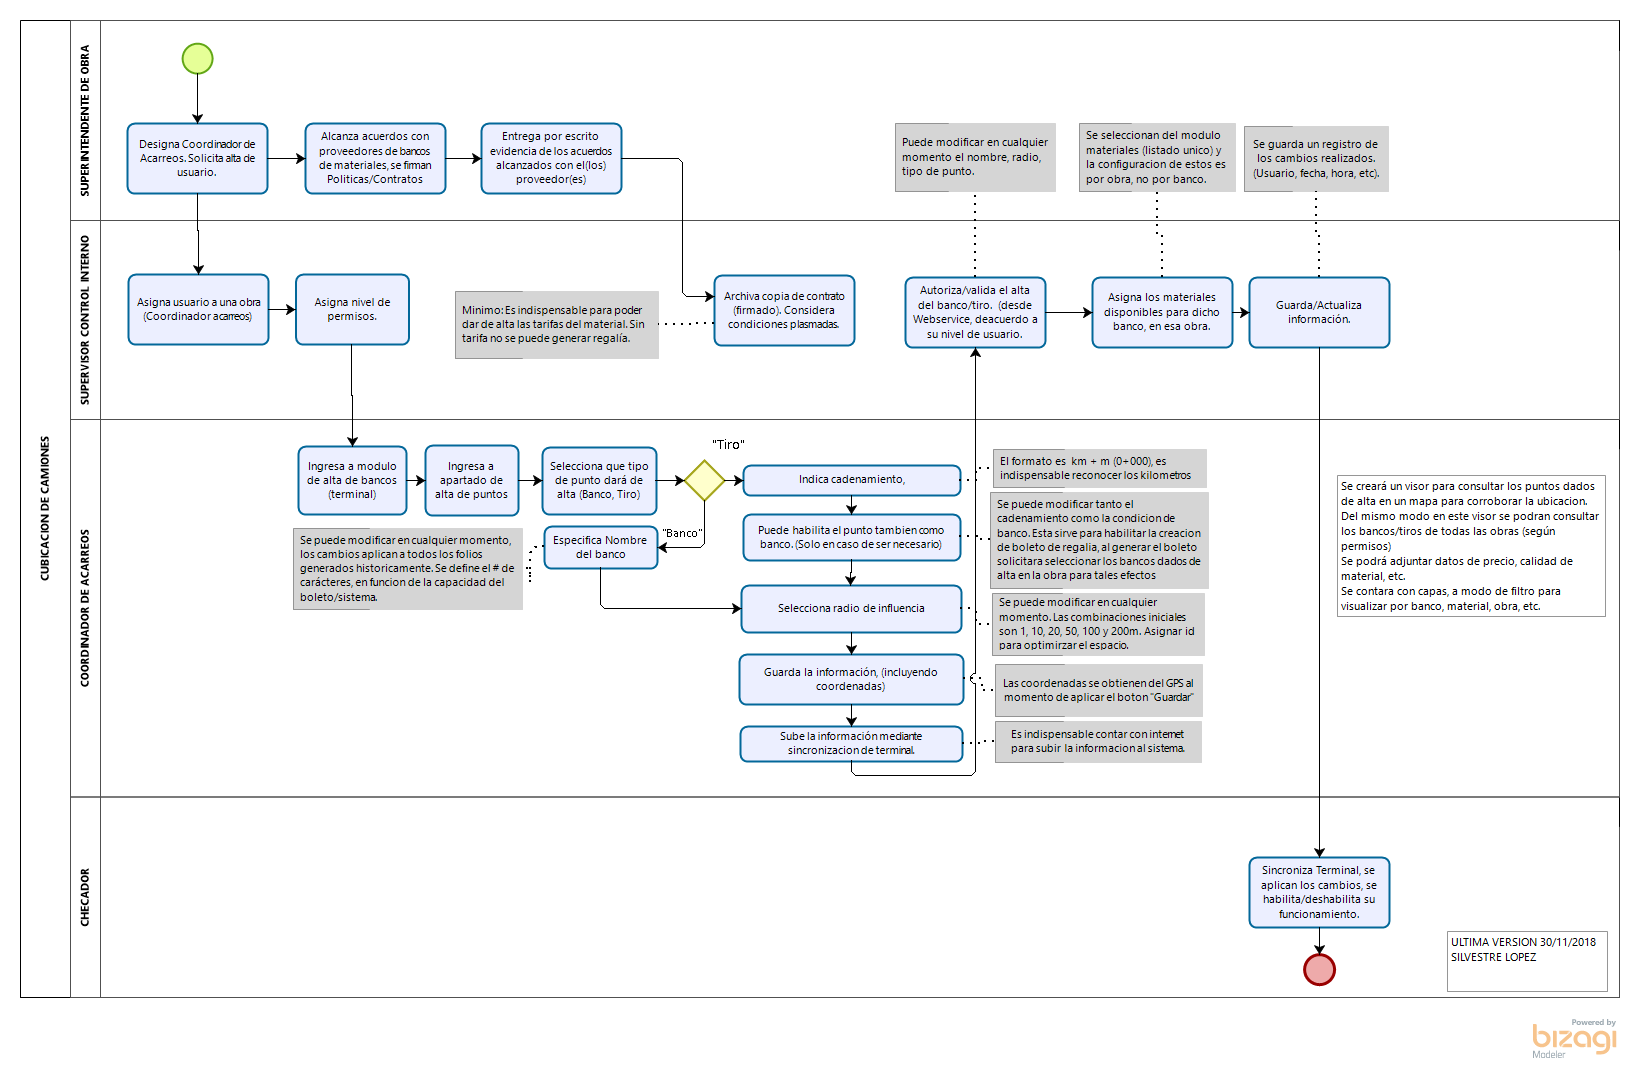 CUBICACION DE CAMIONES
SUPERINTENDENTE DE OBRA
Designa Coordinador de
Acarreos. Solicita alta de
usuario.
Alcanza acuerdos con
proveedores de bancos
de materiales, se firman
Politicas/Contratos
Entrega por escrito
evidencia de los acuerdos
alcanzados con el(los)
proveedor(es)
Puede modificar en cualquier
momento el nombre, radio,
tipo de punto.
Se seleccionan del modulo
materiales (listado unico) y
la configuracion de estos es
por obra, no por banco.
Se guarda un registro de
los cambios realizados.
(Usuario, fecha, hora, etc).
SUPERVISOR CONTROL INTERNO
Asigna usuario a una obra
(Coordinador acarreos)
Asigna nivel de
permisos.
Minimo: Es indispensable para poder
dar de alta las tarifas del material. Sin
tarifa no se puede generar regalía.
Archiva copia de contrato
(firmado). Considera
condiciones plasmadas.
Autoriza/valida el alta
del banco/tiro. (desde
Webservice, deacuerdo a
su nivel de usuario.
Asigna los materiales
disponibles para dicho
banco, en esa obra.
Guarda/Actualiza
información.
COORDINADOR DE ACARREOS
Ingresa a modulo
de alta de bancos
(terminal)
Ingresa a
apartado de
alta de puntos
Selecciona que tipo
de punto dará de
alta (Banco, Tiro)
"Tiro"
"Banco"
Indica cadenamiento,
El formato es km + m (0+000), es
indispensable reconocer los kilometros
Puede habilita el punto tambien como
banco. (Solo en caso de ser necesario)
Se puede modificar tanto el
cadenamiento como la condicion de
banco. Esta sirve para habilitar la creacion
de boleto de regalia, al generar el boleto
solicitara seleccionar los bancos dados de
alta en la obra para tales efectos
Especifica Nombre
del banco
Se puede modificar en cualquier momento,
los cambios aplican a todos los folios
generados historicamente. Se define el # de
carácteres, en funcion de la capacidad del
boleto/sistema.
Selecciona radio de influencia
Se puede modificar en cualquier
momento. Las combinaciones iniciales
son 1, 10, 20, 50, 100 y 200m. Asignar id
para optimirzar el espacio.
Guarda la información, (incluyendo
coordenadas)
Las coordenadas se obtienen del GPS al
momento de aplicar el boton "Guardar"
Sube la información mediante
sincronizacion de terminal.
Es indispensable contar con internet
para subir la informacion al sistema.
Se creará un visor para consultar los puntos dados
de alta en un mapa para corroborar la ubicacion.
Del mismo modo en este visor se podran consultar
los bancos/tiros de todas las obras (según
permisos)
Se podrá adjuntar datos de precio, calidad de
material, etc.
Se contara con capas, a modo de filtro para
visualizar por banco, material, obra, etc.
CHECADOR
Sincroniza Terminal, se
aplican los cambios, se
habilita/deshabilita su
funcionamiento.
ULTIMA VERSION 30/11/2018
SILVESTRE LOPEZ
Powered by
bizagi
Modeler